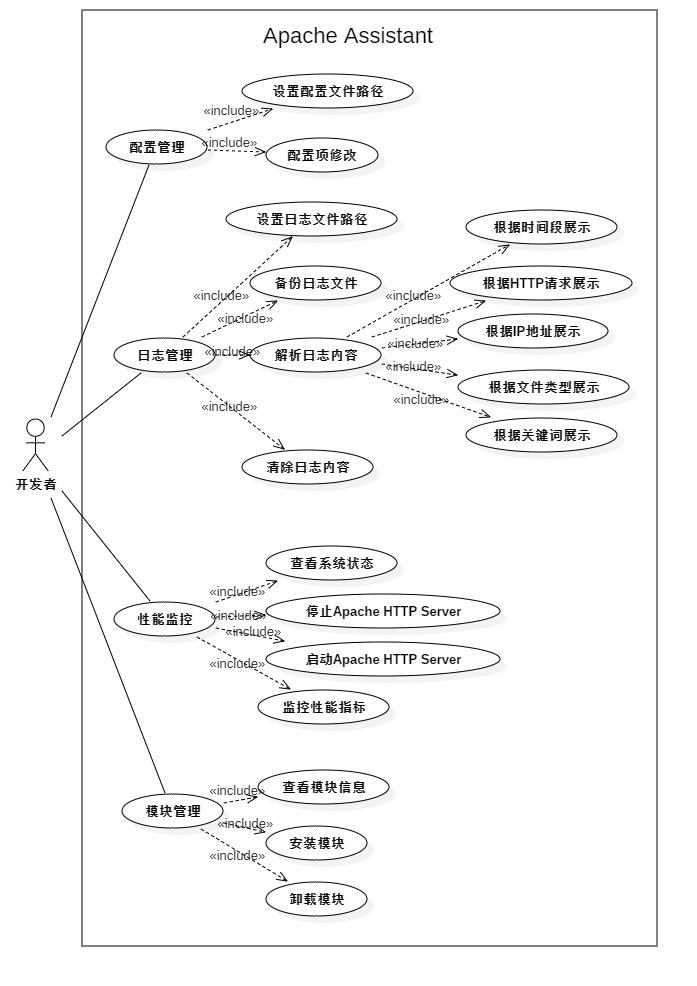 Apache Assistant
设置配置文件路径
«include»
配置管理
«include»
配置项修改
设置日志文件路径
根据时间段展示
备份日志文件
根据HTTP请求展示
«include»
«include»
«include»
«include»
根据IP地址展示
日志管理
«include»
解析日志内容
«include»
«include»
根据文件类型展示
«include»
«include»
根据关键词展示
清除日志内容
开发者
查看系统状态
«include»
停止Apache HTTP Server
性能监控
«include»
«include»
启动Apache HTTP Server
«include»
监控性能指标
查看模块信息
«include»
模块管理
«include»
安装模块
«include»
卸载模块